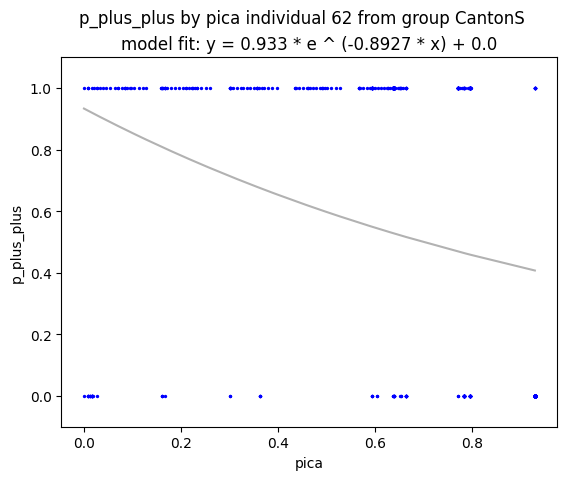 p_plus_plus by pica individual 62 from group CantonS
model fit: y = 0.933 * e ^ (-0.8927 * x) + 0.0
1.0
0.8
0.6
0.4
0.2
0.0
p_plus_plus
0.0 0.2 0.4 0.6 0.8
pica